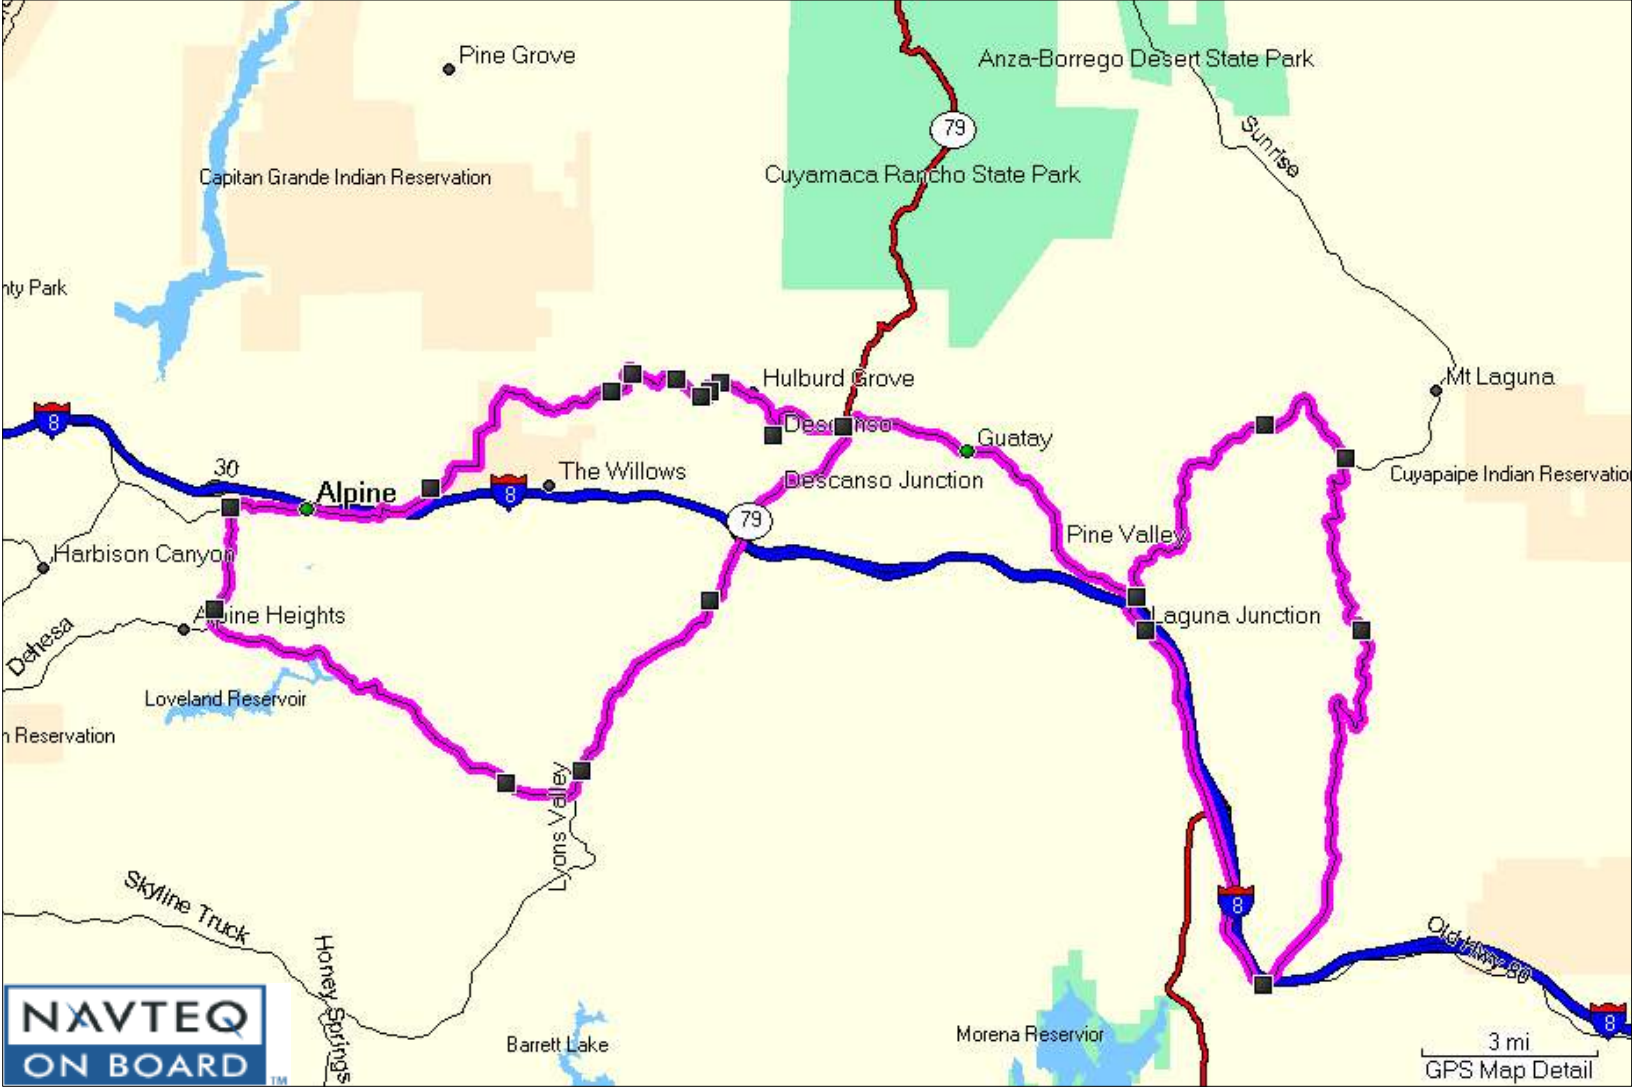 Pine Grove
Anza-Borrego Desert State Park
79
Sunrise
Capitan Grande Indian Reservation
Cuyamaca Rancho State Park
nty Park
Hulburd Grove
Mt Laguna
8
Descanso
Guatay
30
The Willows
Descanso Junction
Cuyapaipe Indian Reservatio
Alpine
8
79
Pine Valley
Harbison Canyon
Alpine Heights
Laguna Junction
Dehesa
Loveland Reservoir
n Reservation
Lyons Valley
Skyline Truck
8
Honey Springs
Old Hwy 80
8
NAVTEQ
ON BOARD
TM
Barrett Lake
Morena Reservior
3 mi
GPS Map Detail